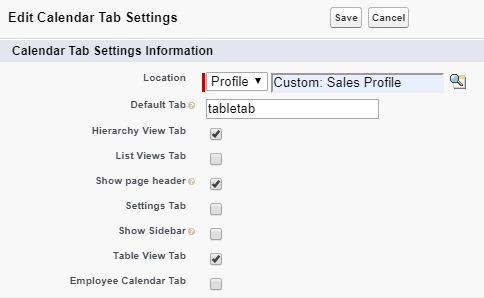 Edit Calendar Tab Settings
Save
Cancel
Calendar Tab Settings Information
Location
Profile
Custom: Sales Profile
Default Tab
tabletab
Hierarchy View Tab
List Views Tab
Show page header
Settings Tab
Show Sidebar
Table View Tab
Employee Calendar Tab